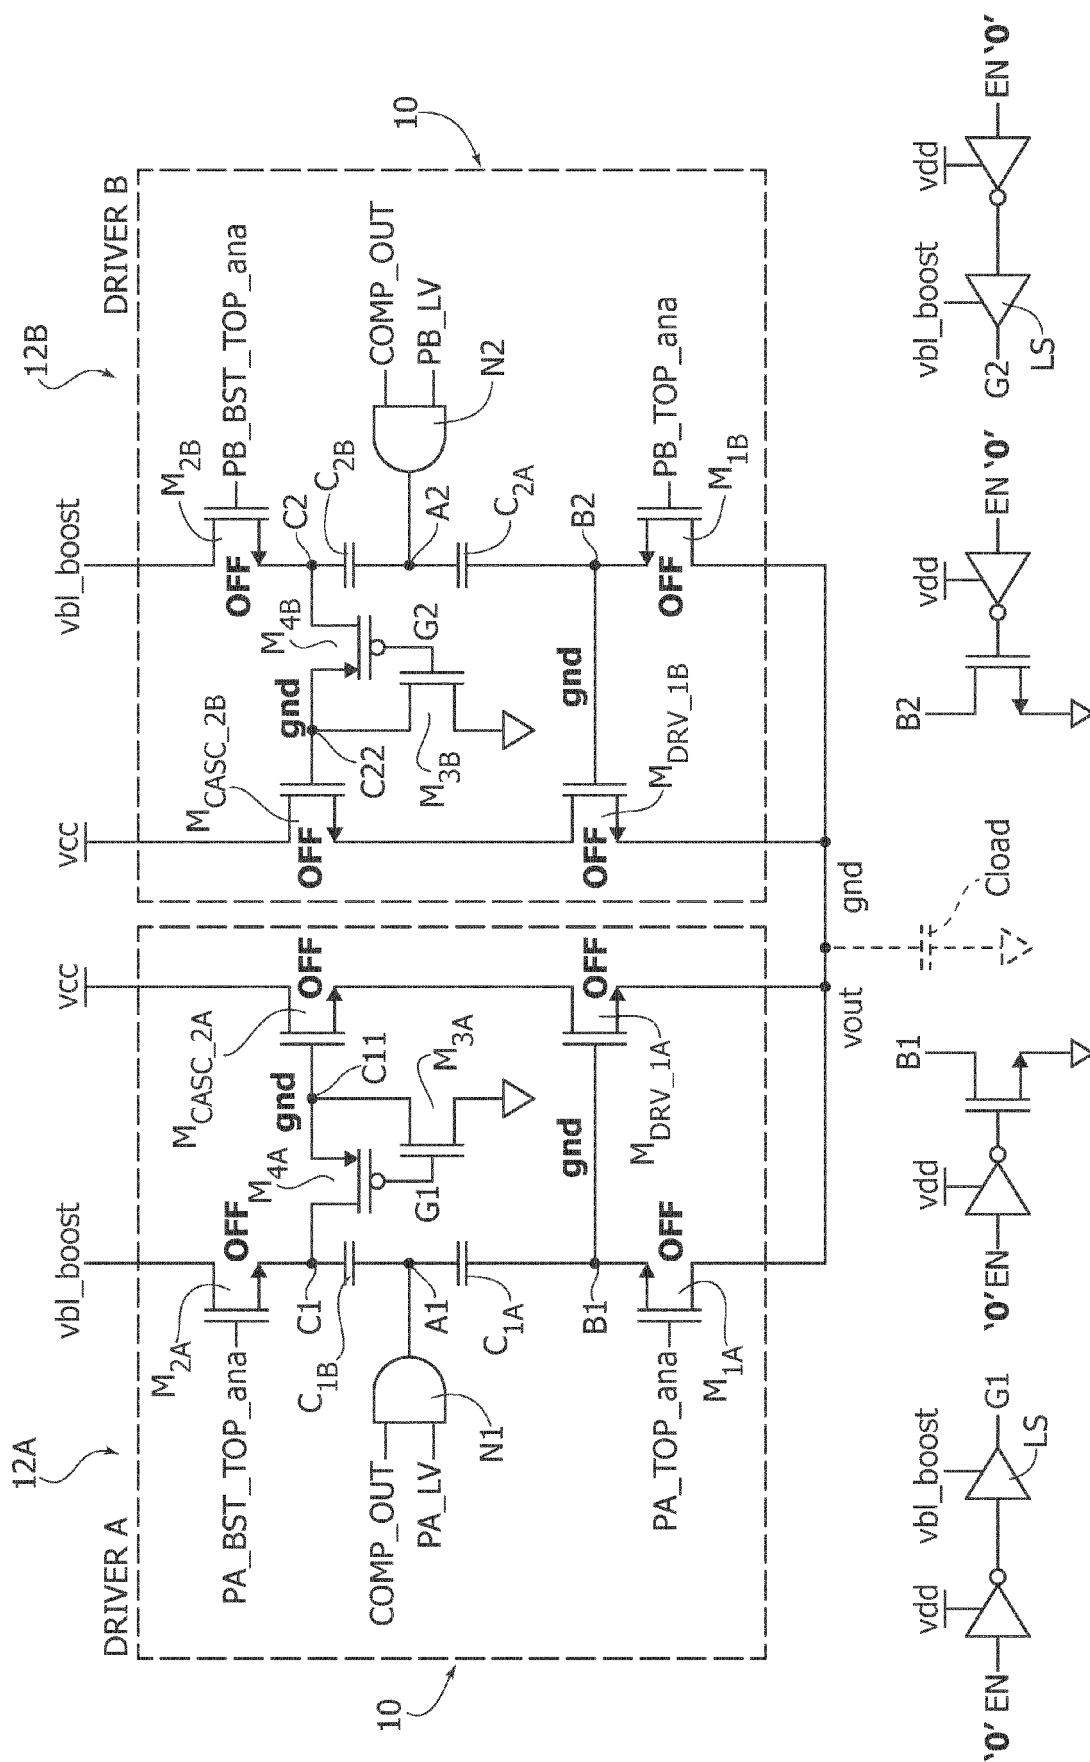 12A
12B
DRIVER A
DRIVER B
10
10
vbl_boost
vcc
vcc
vbl_boost
M2A
PA_BST_TOP_ana
OFF
MCASC_2A
OFF
C1
M4A
gnd
C11
M3A
G1
C1B
A1
COMP_OUT
PA_LV
N1
C1A
B1
gnd
MDRV_1A
OFF
PA_TOP_ana
M1A
OFF
MCASC_2B
OFF
gnd
C22
M4B
G2
M3B
C2
M2B
OFF
PB_BST_TOP_ana
C2B
A2
COMP_OUT
PB_LV
N2
C2A
B2
gnd
MDRV_1B
OFF
PB_TOP_ana
M1B
OFF
vout
gnd
Cload
'0' EN
vdd
vbl_boost
G1
LS
'0' EN
vdd
B1
B2
vdd
EN '0'
G2
LS
vbl_boost
vdd
EN '0'